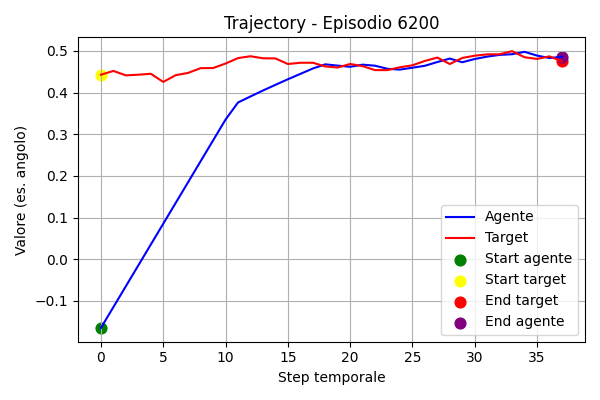 Trajectory - Episodio 6200
Valore (es. angolo)
0.5
0.4
0.3
0.2
0.1
0.0
−0.1
0
5
10
15
20
25
30
35
Step temporale
Agente
Target
Start agente
Start target
End target
End agente